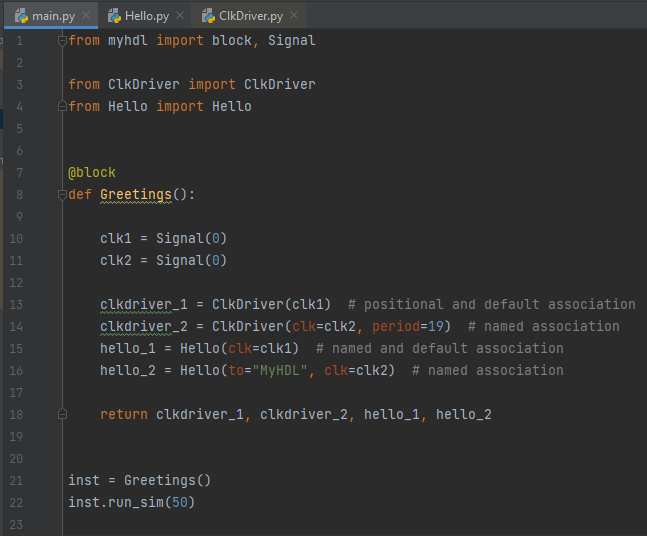 main.py Hello.py ClkDriver.py
1 from myhdl import block, Signal
2
3 from ClkDriver import ClkDriver
4 from Hello import Hello
5
6
7 @block
8 def Greetings():
9
10 clk1 = Signal(0)
11 clk2 = Signal(0)
12
13 clkdriver_1 = ClkDriver(clk1)  # positional and default association
14 clkdriver_2 = ClkDriver(clk=clk2, period=19)  # named association
15 hello_1 = Hello(clk=clk1)  # named and default association
16 hello_2 = Hello(to="MyHDL", clk=clk2)  # named association
17
18 return clkdriver_1, clkdriver_2, hello_1, hello_2
19
20
21 inst = Greetings()
22 inst.run_sim(50)
23